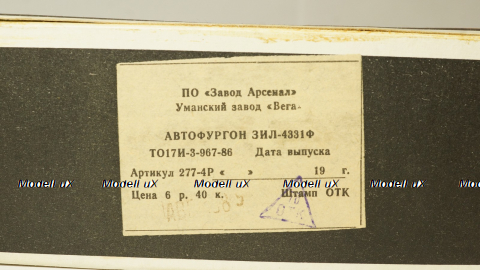 ПО «Завод Арсенал»
Уманский завод «Вега»
АВТОФУРГОН ЗИЛ-4331Ф
ТО17И-3-967-86 Дата выпуска
Артикул 277-4Р « » 19 г.
Modell uX Modell uX Modell uX Modell uX Modell uX
Цена 6 р. 40 к. Штамп ОТК